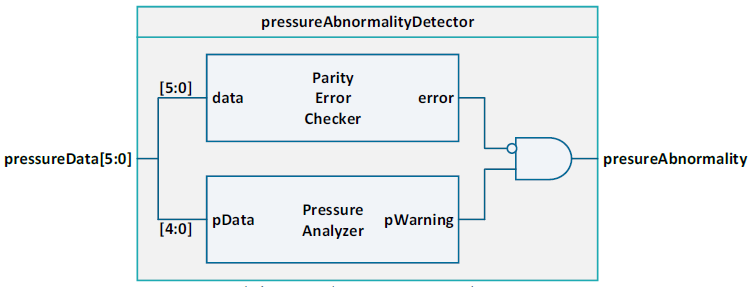 pressureAbnormalityDetector
[5:0]
data
Parity
Error
Checker
error
pressureData[5:0]
presureAbnormality
[4:0]
pData
Pressure
Analyzer
pWarning